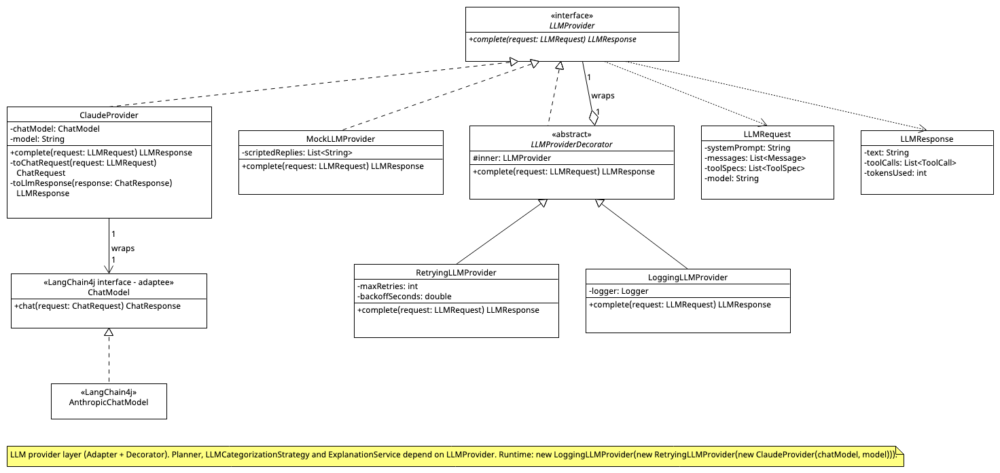 «interface»
LLMProvider
+complete(request: LLMRequest) LLMResponse
1
wraps
1
ClaudeProvider
-chatModel: ChatModel
-model: String
+complete(request: LLMRequest) LLMResponse
-toChatRequest(request: LLMRequest)
ChatRequest
-toLlmResponse(response: ChatResponse)
LLMResponse
MockLLMProvider
-scriptedReplies: List<String>
+complete(request: LLMRequest) LLMResponse
«abstract»
LLMProviderDecorator
#inner: LLMProvider
+complete(request: LLMRequest) LLMResponse
LLMRequest
-systemPrompt: String
-messages: List<Message>
-toolSpecs: List<ToolSpec>
-model: String
LLMResponse
-text: String
-toolCalls: List<ToolCall>
-tokensUsed: int
1
wraps
1
«LangChain4j interface - adaptee»
ChatModel
+chat(request: ChatRequest) ChatResponse
RetryingLLMProvider
-maxRetries: int
-backoffSeconds: double
+complete(request: LLMRequest) LLMResponse
LoggingLLMProvider
-logger: Logger
+complete(request: LLMRequest) LLMResponse
«LangChain4j»
AnthropicChatModel
LLM provider layer (Adapter + Decorator). Planner, LLMCategorizationStrategy and ExplanationService depend on LLMProvider. Runtime: new LoggingLLMProvider(new RetryingLLMProvider(new ClaudeProvider(chatModel, model))).